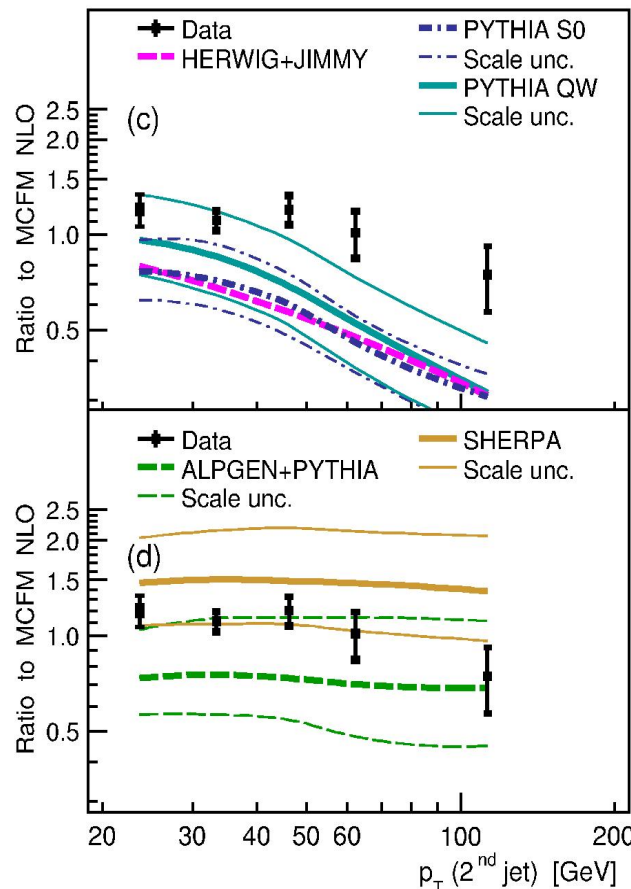 Data
HERWIG+JIMMY
PYTHIA S0
Scale unc.
PYTHIA QW
Scale unc.
(c)
Ratio to MCFM NLO
2.5
2.0
1.5
1.0
0.5
Data
ALPGEN+PYTHIA
Scale unc.
SHERPA
Scale unc.
(d)
Ratio to MCFM NLO
2.5
2.0
1.5
1.0
0.5
20 30 40 50 60 100 200
p_T (2^nd jet) [GeV]